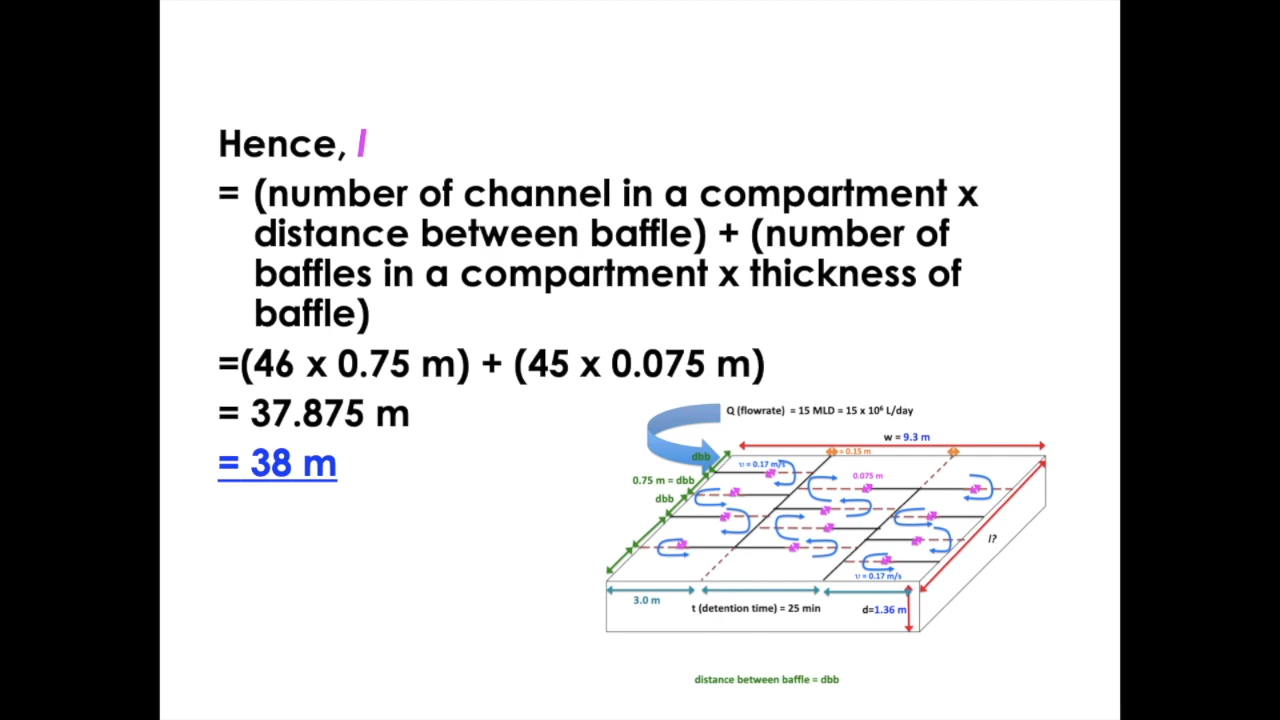 Hence, l
= (number of channel in a compartment x
distance between baffle) + (number of
baffles in a compartment x thickness of
baffle)
=(46 x 0.75 m) + (45 x 0.075 m)
= 37.875 m
= 38 m
Q (flowrate) = 15 MLD = 15 x 10⁶ L/day
w = 9.3 m
= 0.15 m
dbb
υ = 0.17 m/s
0.75 m = dbb
0.075 m
dbb
l?
υ = 0.17 m/s
3.0 m
t (detention time) = 25 min
d=1.36 m
distance between baffle = dbb